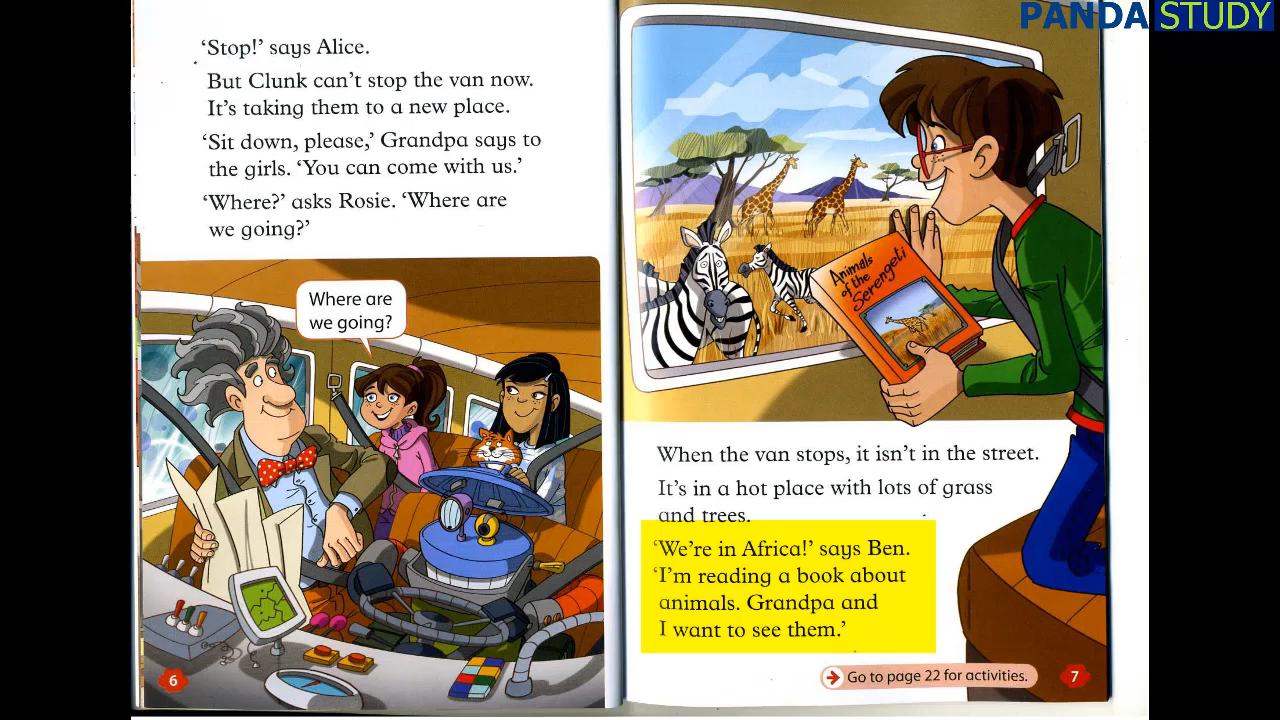 PANDA STUDY
‘Stop!’ says Alice.
But Clunk can’t stop the van now.
It’s taking them to a new place.
‘Sit down, please,’ Grandpa says to
the girls. ‘You can come with us.’
‘Where?’ asks Rosie. ‘Where are
we going?’
Where are
we going?
6
Animals
of the
Serengeti
When the van stops, it isn’t in the street.
It’s in a hot place with lots of grass
and trees.
‘We’re in Africa!’ says Ben.
‘I’m reading a book about
animals. Grandpa and
I want to see them.’
Go to page 22 for activities.
7